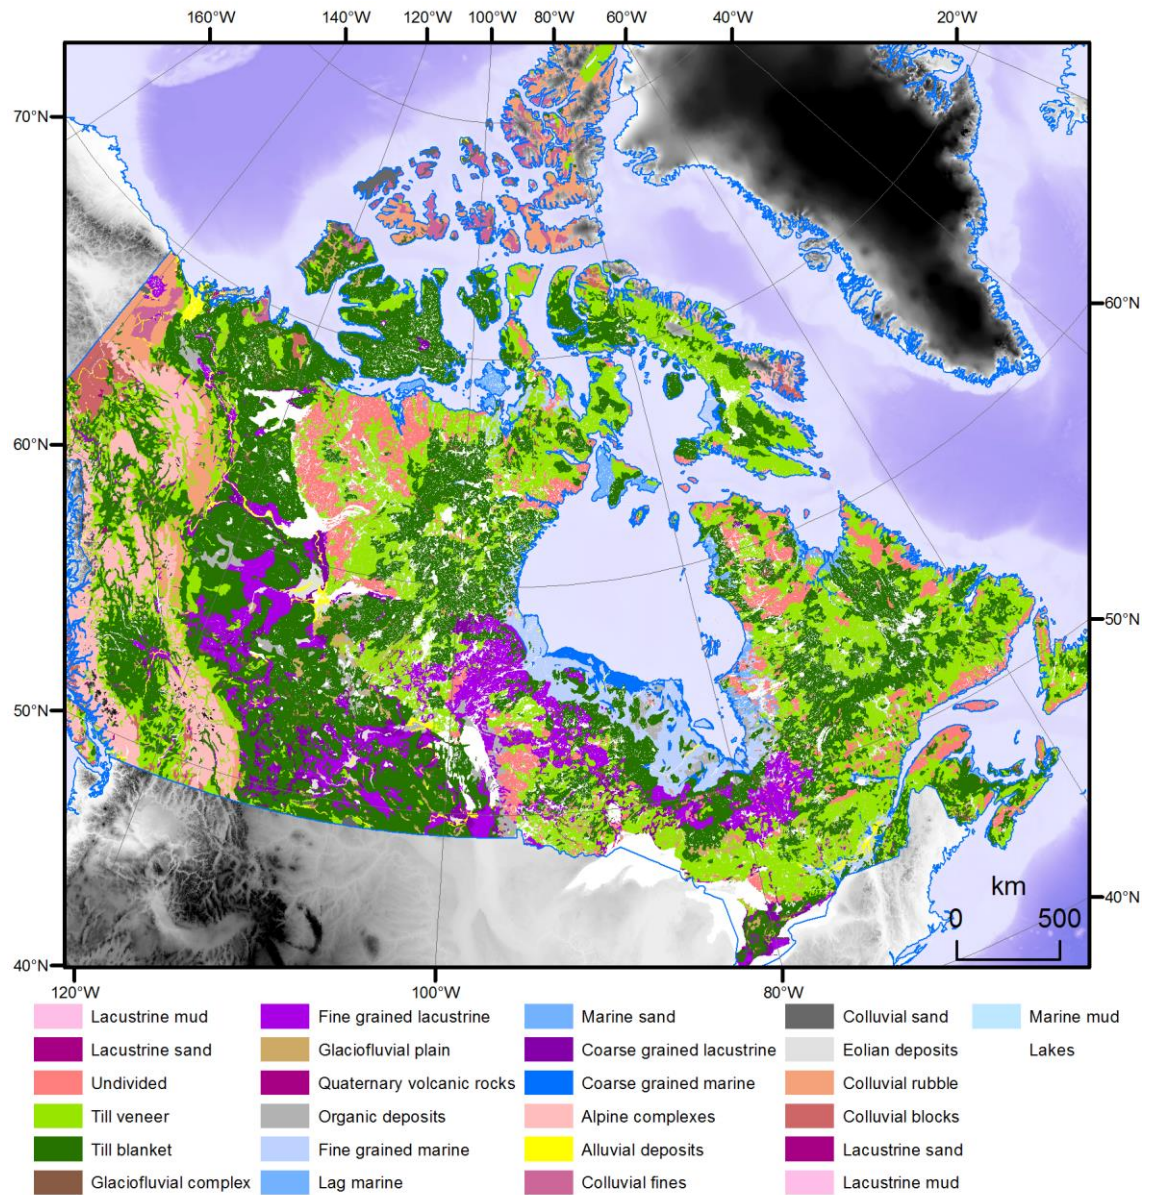 160°W 140°W 120°W 100°W 80°W 60°W 40°W 20°W
70°N
60°N
60°N
50°N
50°N
40°N
km
0 500
40°N
120°W 100°W 80°W
Lacustrine mud Fine grained lacustrine Marine sand Colluvial sand Marine mud
Lacustrine sand Glaciofluvial plain Coarse grained lacustrine Eolian deposits Lakes
Undivided Quaternary volcanic rocks Coarse grained marine Colluvial rubble
Till veneer Organic deposits Alpine complexes Colluvial blocks
Till blanket Fine grained marine Alluvial deposits Lacustrine sand
Glaciofluvial complex Lag marine Colluvial fines Lacustrine mud